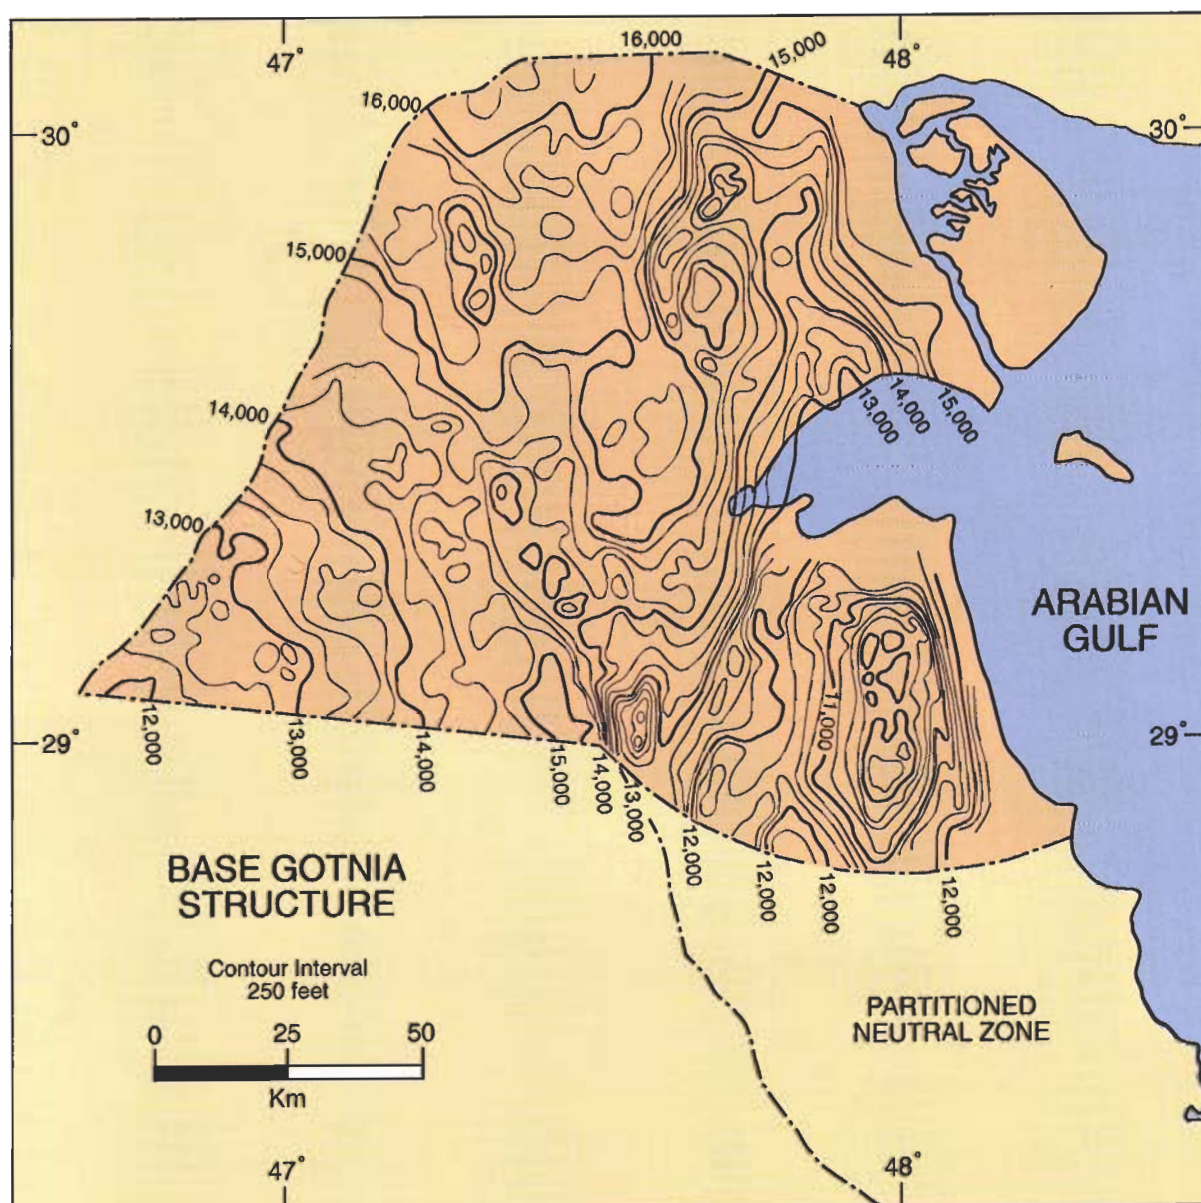 16,000
15,000
47°
48°
16,000
30°
30°
15,000
14,000
13,000
14,000
15,000
13,000
ARABIAN
GULF
11,000
29°
29°
12,000
13,000
14,000
15,000
14,000
13,000
12,000
12,000
12,000
12,000
BASE GOTNIA
STRUCTURE
Contour Interval
250 feet
0 25 50
Km
PARTITIONED
NEUTRAL ZONE
47°
48°